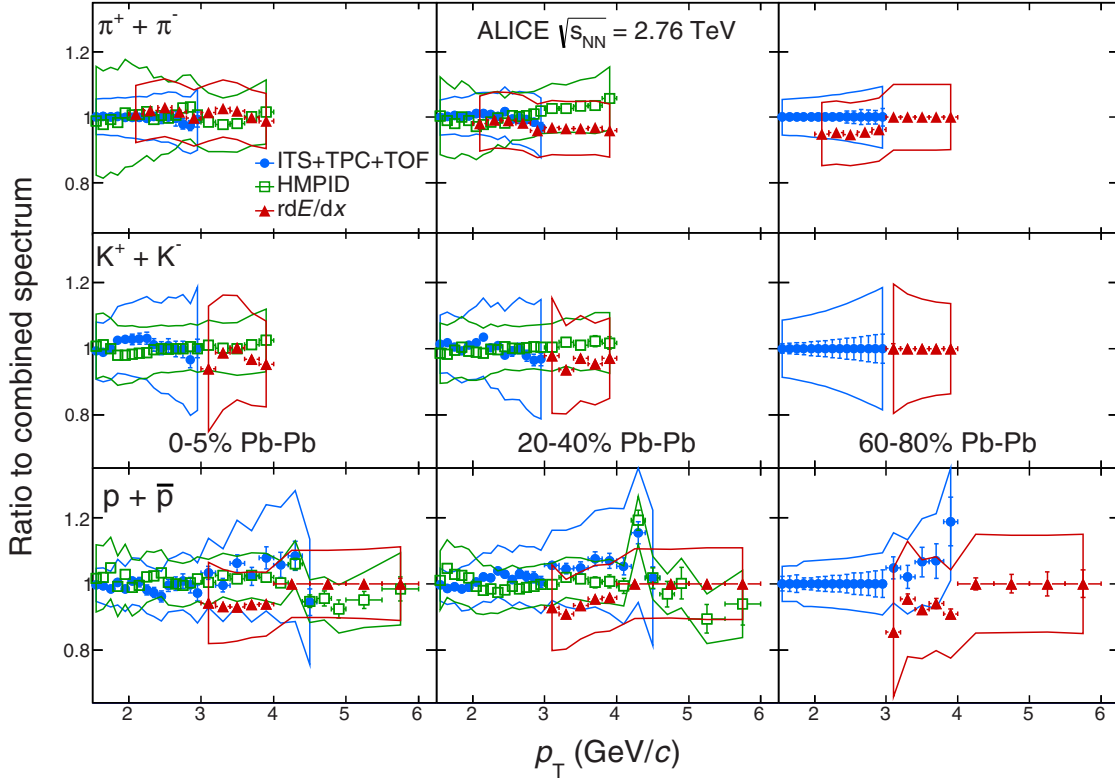 π⁺ + π⁻
ALICE √sNN = 2.76 TeV
1.2
1
0.8
ITS+TPC+TOF
HMPID
rdE/dx
K⁺ + K⁻
1.2
1
0.8
0-5% Pb-Pb
20-40% Pb-Pb
60-80% Pb-Pb
p + p̄
1.2
1
0.8
2 3 4 5 6
2 3 4 5 6
2 3 4 5 6
Ratio to combined spectrum
pT (GeV/c)